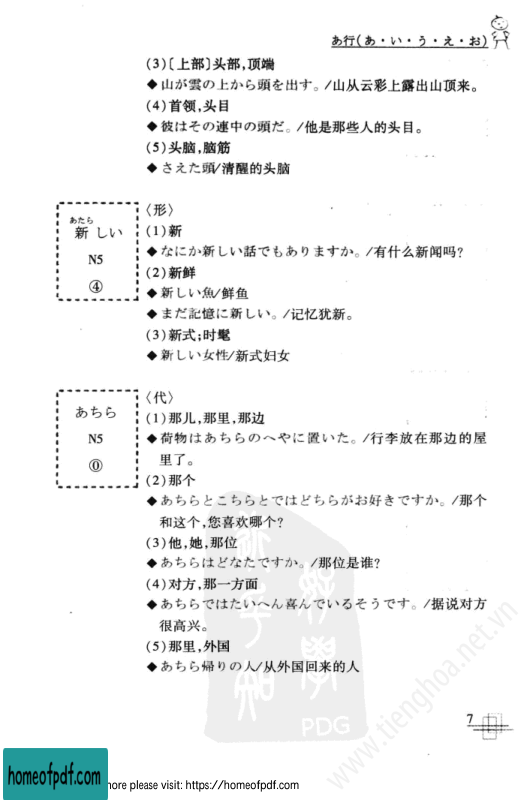 あ行(あ・い・う・え・お)
(3)〔上部〕头部,顶端
◆山が雲の上から頭を出す。/山从云彩上露出山顶来。
(4)首领,头目
◆彼はその連中の頭だ。/他是那些人的头目。
(5)头脑,脑筋
◆さえた頭/清醒的头脑
あたら
新しい
N5
④
〈形〉
(1)新
◆なにか新しい話でもありますか。/有什么新闻吗?
(2)新鲜
◆新しい魚/鲜鱼
◆まだ記憶に新しい。/记忆犹新。
(3)新式;时髦
◆新しい女性/新式妇女
あちら
N5
⓪
〈代〉
(1)那儿,那里,那边
◆荷物はあちらのへやに置いた。/行李放在那边的屋
里了。
(2)那个
◆あちらとこちらとではどちらがお好きですか。/那个
和这个,您喜欢哪个?
(3)他,她,那位
◆あちらはどなたですか。/那位是谁?
(4)对方,那一方面
◆あちらではたいへん喜んでいるそうです。/据说对方
很高兴。
(5)那里,外国
◆あちら帰りの人/从外国回来的人
PDG
www.tienghoa.net.vn
7
homeofpdf.com
more please visit: https://homeofpdf.com